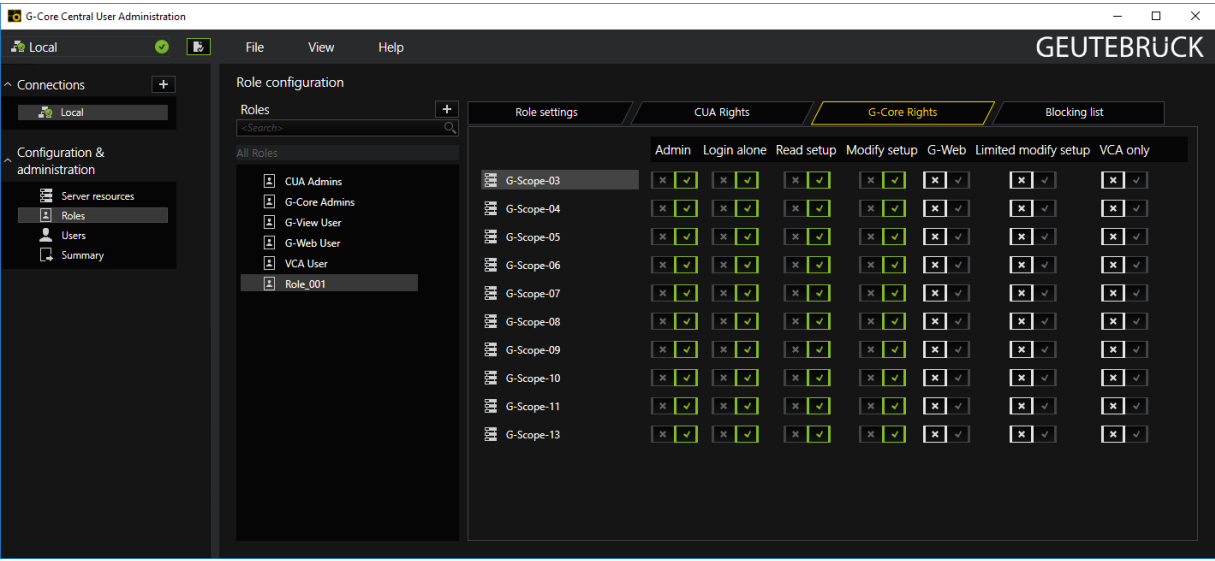 G-Core Central User Administration
Local
File View Help
GEUTEBRÜCK
Connections
Local
Configuration &
administration
Server resources
Roles
Users
Summary
Role configuration
Roles
<Search>
All Roles
CUA Admins
G-Core Admins
G-View User
G-Web User
VCA User
Role_001
Role settings CUA Rights G-Core Rights Blocking list
Admin Login alone Read setup Modify setup G-Web Limited modify setup VCA only
G-Scope-03
G-Scope-04
G-Scope-05
G-Scope-06
G-Scope-07
G-Scope-08
G-Scope-09
G-Scope-10
G-Scope-11
G-Scope-13